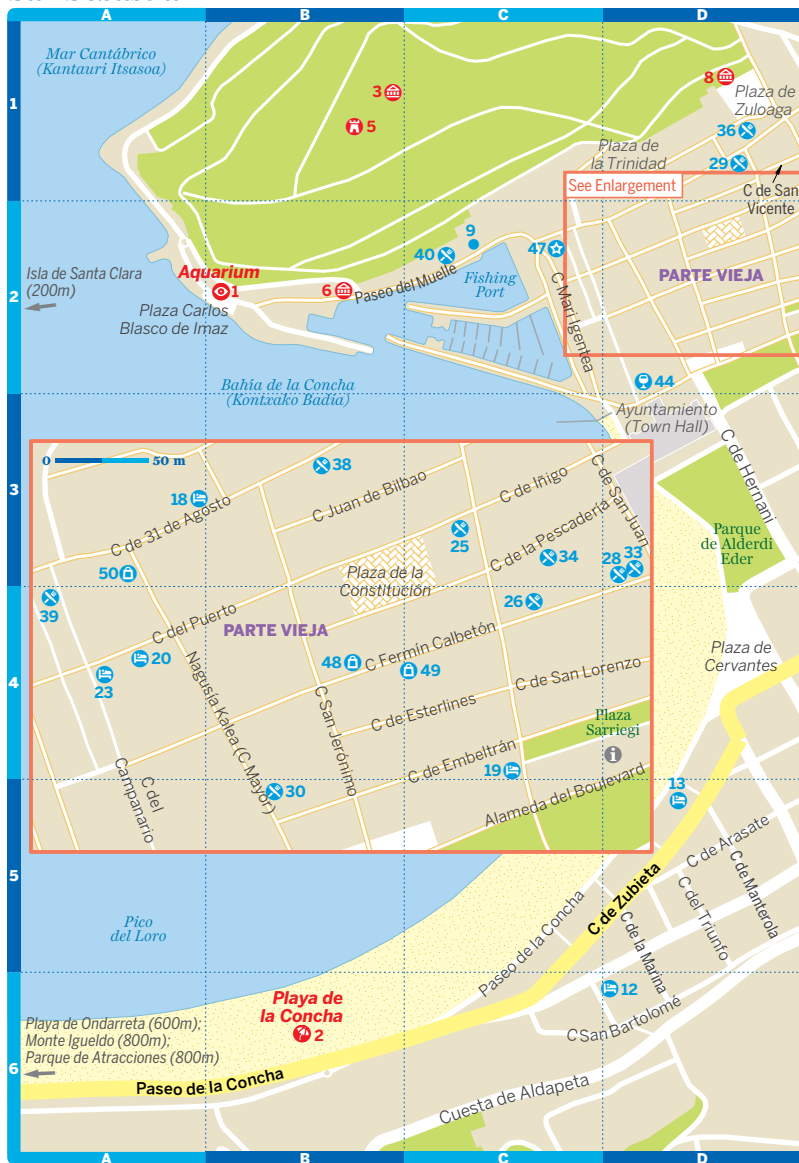 A
B
C
D
1
2
3
4
5
6
Mar Cantábrico
(Kantauri Itsasoa)
3
5
8
Plaza de
Zuloaga
36
Plaza de
la Trinidad
29
See Enlargement
C de San
Vicente
9
47
40
Isla de Santa Clara
(200m)
Aquarium
1
6
Paseo del Muelle
Fishing
Port
PARTE VIEJA
Plaza Carlos
Blasco de Imaz
C Mari Igentea
Bahía de la Concha
(Kontxako Badia)
44
Ayuntamiento
(Town Hall)
C de Hernani
0
50 m
38
18
C de 31 de Agosto
C Juan de Bilbao
C de Iñigo
C de San Juan
25
C de la Pescadería
34
28
33
Parque
de Alderdi
Eder
50
Plaza de la
Constitución
39
26
C del Puerto
PARTE VIEJA
20
23
48
C Fermín Calbetón
49
C de San Lorenzo
Plaza de
Cervantes
Nagusía Kalea (C Mayor)
C San Jerónimo
C de Esterlines
Plaza
Sarriegi
i
C de Embeltrán
19
13
C del
Campanario
30
Alameda del Boulevard
C de Arasate
C de Manterola
C del Triunfo
C de Zubieta
C de la Marina
Paseo de la Concha
Pico
del Loro
12
Playa de
la Concha
2
C San Bartolomé
Playa de Ondarreta (600m);
Monte Igueldo (800m);
Parque de Atracciones (800m)
Paseo de la Concha
Cuesta de Aldapeta
A
B
C
D